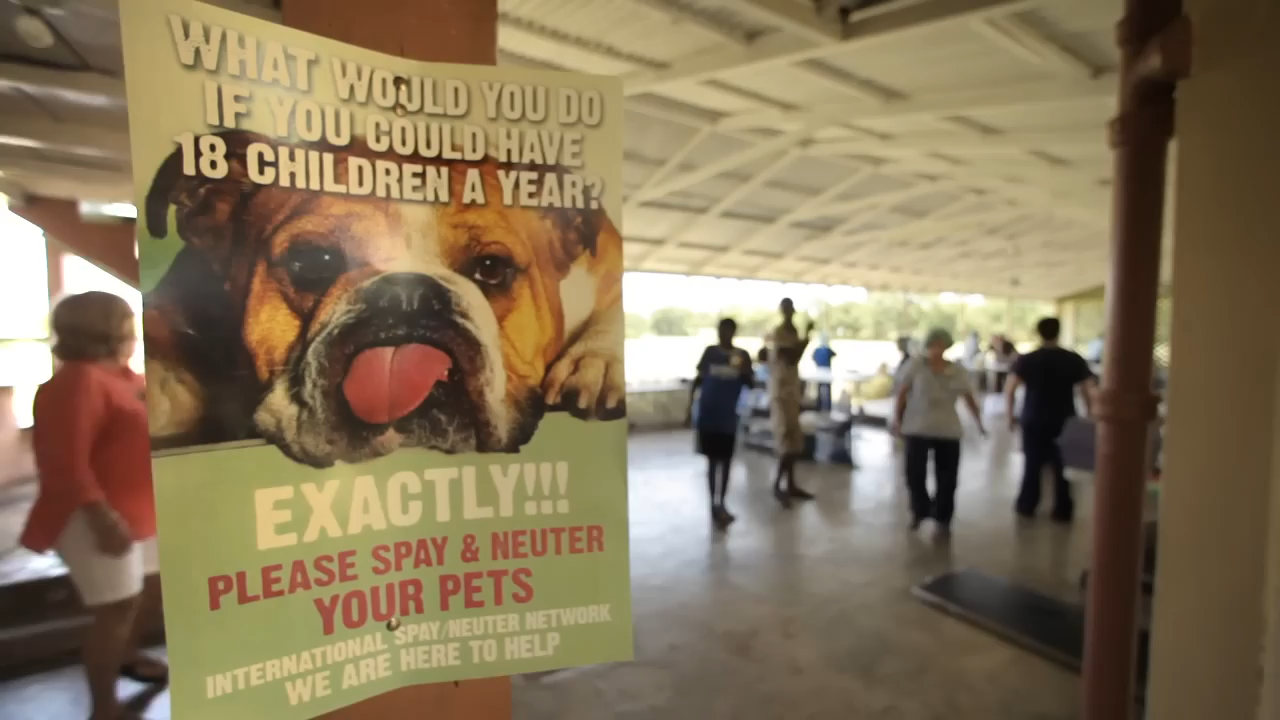 WHAT WOULD YOU DO
IF YOU COULD HAVE
18 CHILDREN A YEAR?
EXACTLY!!!
PLEASE SPAY & NEUTER
YOUR PETS
INTERNATIONAL SPAY/NEUTER NETWORK
WE ARE HERE TO HELP